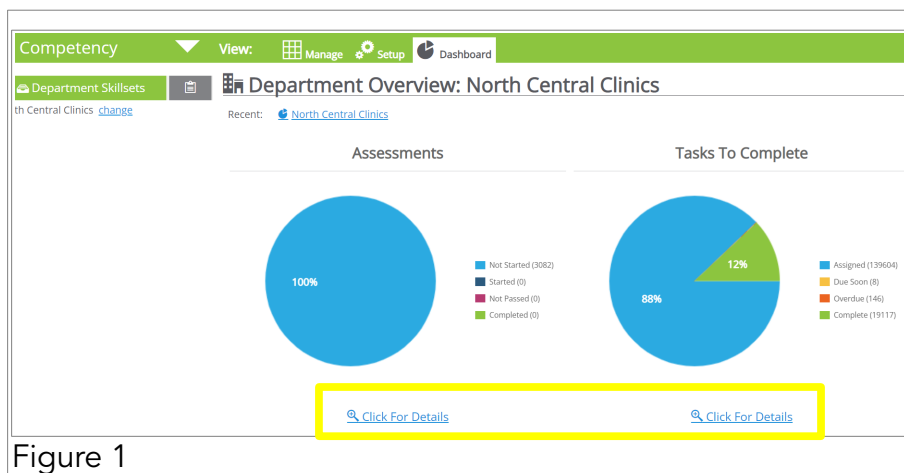 Competency View: Manage Setup Dashboard
Department Skillsets
th Central Clinics change
Department Overview: North Central Clinics
Recent: North Central Clinics
Assessments
100%
Not Started (3082)
Started (0)
Not Passed (0)
Completed (0)
Click For Details
Tasks To Complete
12%
88%
Assigned (139604)
Due Soon (8)
Overdue (146)
Complete (19117)
Click For Details
Figure 1